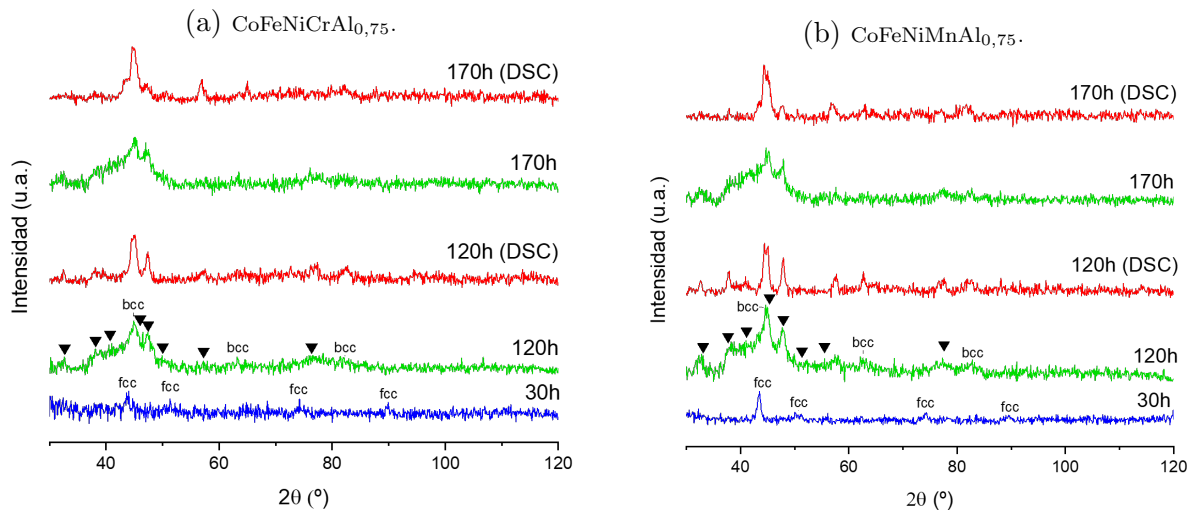 (a) CoFeNiCrAl0,75.
170h (DSC)
170h
120h (DSC)
bcc
bcc
bcc
120h
fcc
fcc
fcc
fcc
30h
Intensidad (u.a.)
40
60
80
100
120
2θ (º)
(b) CoFeNiMnAl0,75.
170h (DSC)
170h
120h (DSC)
bcc
bcc
bcc
120h
fcc
fcc
fcc
fcc
30h
Intensidad (u.a.)
40
60
80
100
120
2θ (º)